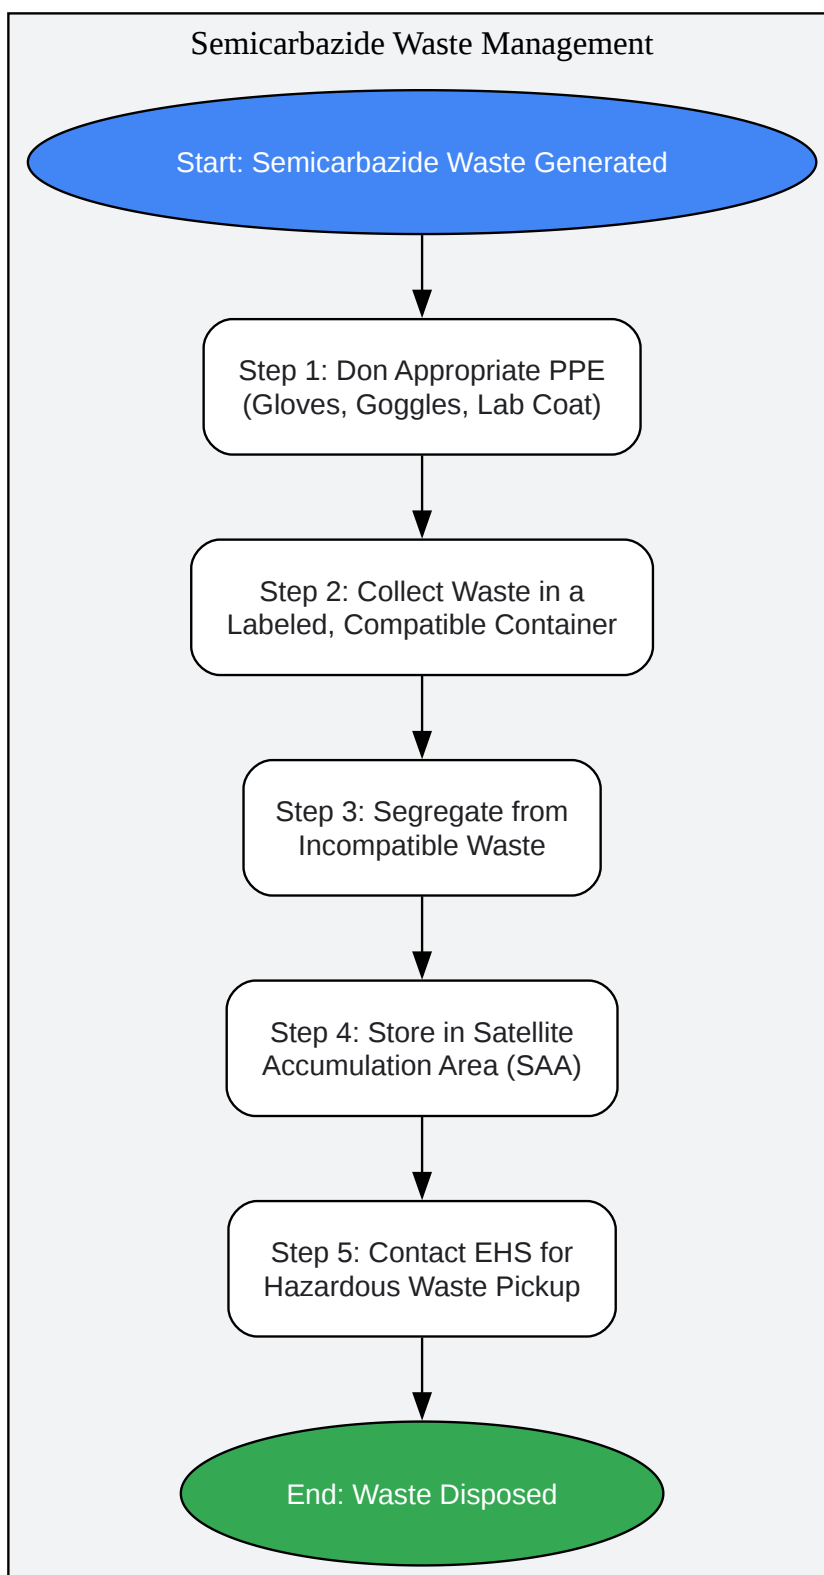 Semicarbazide Waste Management
Start: Semicarbazide Waste Generated
Step 1: Don Appropriate PPE
(Gloves, Goggles, Lab Coat)
Step 2: Collect Waste in a
Labeled, Compatible Container
Step 3: Segregate from
Incompatible Waste
Step 4: Store in Satellite
Accumulation Area (SAA)
Step 5: Contact EHS for
Hazardous Waste Pickup
End: Waste Disposed